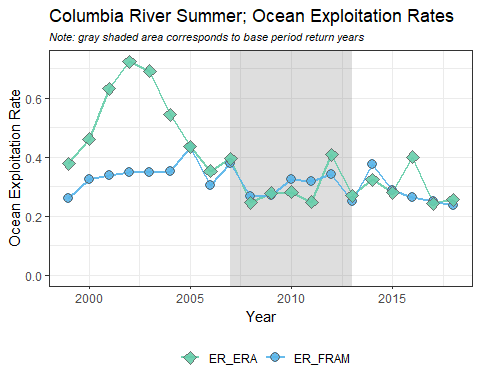 Columbia River Summer; Ocean Exploitation Rates
Note: gray shaded area corresponds to base period return years
Ocean Exploitation Rate
0.6
0.4
0.2
0.0
2000 2005 2010 2015
Year
ER_ERA ER_FRAM